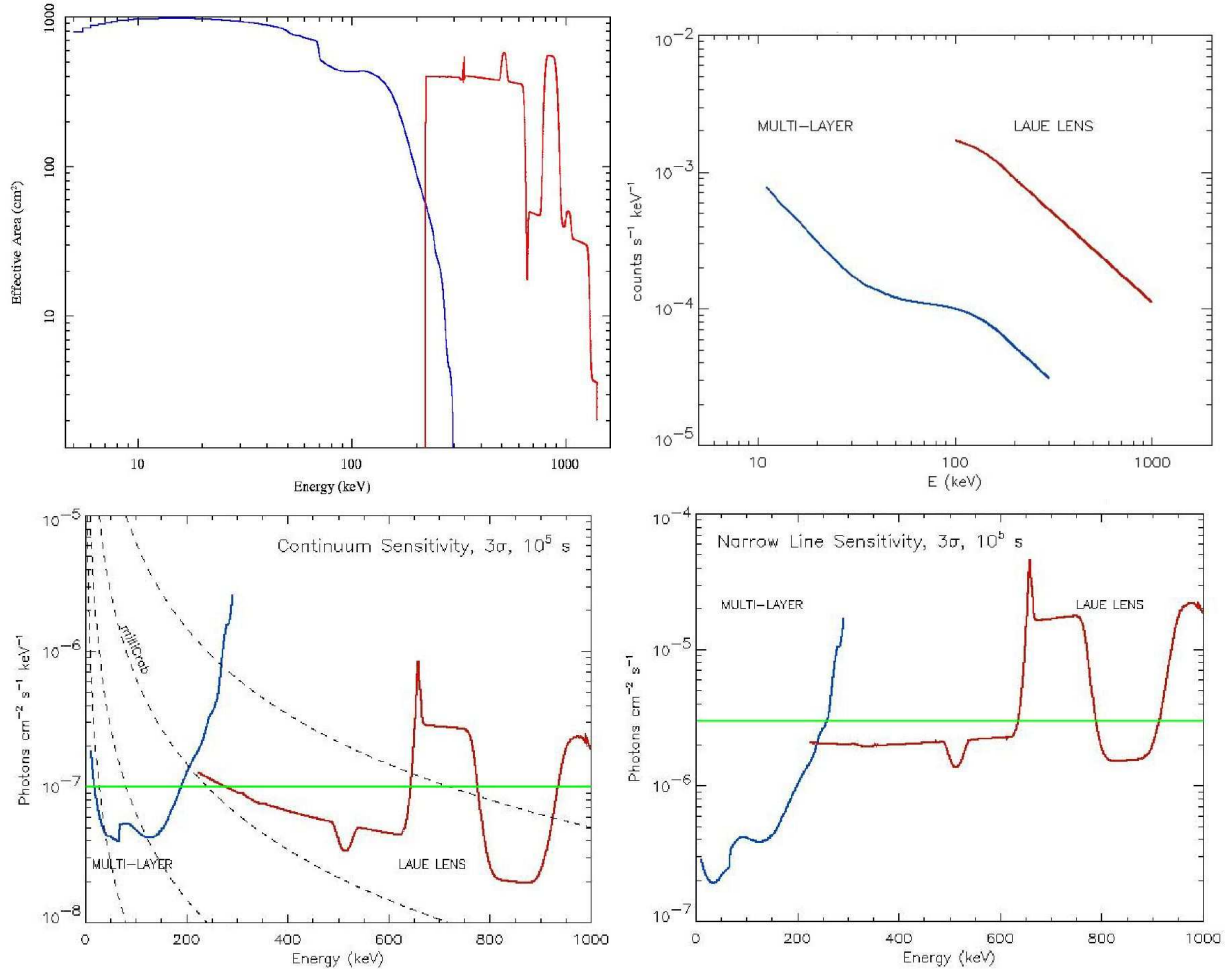 1000
100
10
Effective Area (cm²)
10
100
1000
Energy (keV)
10⁻²
10⁻³
10⁻⁴
10⁻⁵
counts s⁻¹ keV⁻¹
MULTI-LAYER
LAUE LENS
10
100
1000
E (keV)
10⁻⁵
10⁻⁶
10⁻⁷
10⁻⁸
Photons cm⁻² s⁻¹ keV⁻¹
Continuum Sensitivity, 3σ, 10⁵ s
milliCrab
MULTI-LAYER
LAUE LENS
0
200
400
600
800
1000
Energy (keV)
10⁻⁴
10⁻⁵
10⁻⁶
10⁻⁷
Photons cm⁻² s⁻¹
Narrow Line Sensitivity, 3σ, 10⁵ s
MULTI-LAYER
LAUE LENS
0
200
400
600
800
1000
Energy (keV)